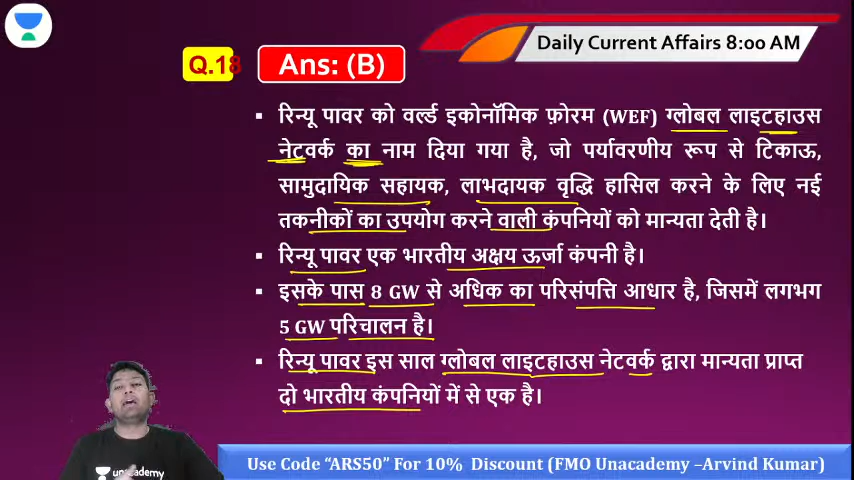 Daily Current Affairs 8:00 AM
Q.18
Ans: (B)
▪ रिन्यू पावर को वर्ल्ड इकोनॉमिक फ़ोरम (WEF) ग्लोबल लाइटहाउस
नेटवर्क का नाम दिया गया है, जो पर्यावरणीय रूप से टिकाऊ,
सामुदायिक सहायक, लाभदायक वृद्धि हासिल करने के लिए नई
तकनीकों का उपयोग करने वाली कंपनियों को मान्यता देती है।
▪ रिन्यू पावर एक भारतीय अक्षय ऊर्जा कंपनी है।
▪ इसके पास 8 GW से अधिक का परिसंपत्ति आधार है, जिसमें लगभग
5 GW परिचालन है।
▪ रिन्यू पावर इस साल ग्लोबल लाइटहाउस नेटवर्क द्वारा मान्यता प्राप्त
दो भारतीय कंपनियों में से एक है।
unacademy
Use Code “ARS50” For 10% Discount (FMO Unacademy –Arvind Kumar)